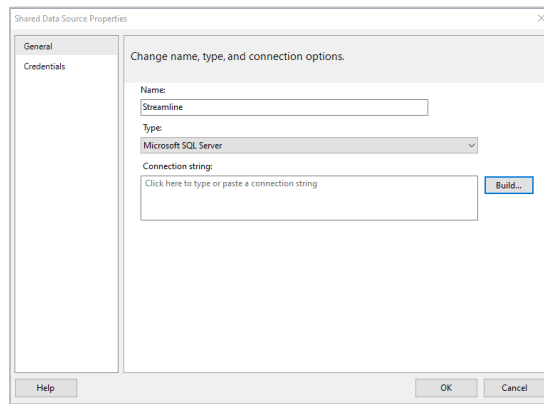 Shared Data Source Properties
General
Credentials
Change name, type, and connection options.
Name:
Streamline
Type:
Microsoft SQL Server
Connection string:
Click here to type or paste a connection string
Build...
Help
OK
Cancel